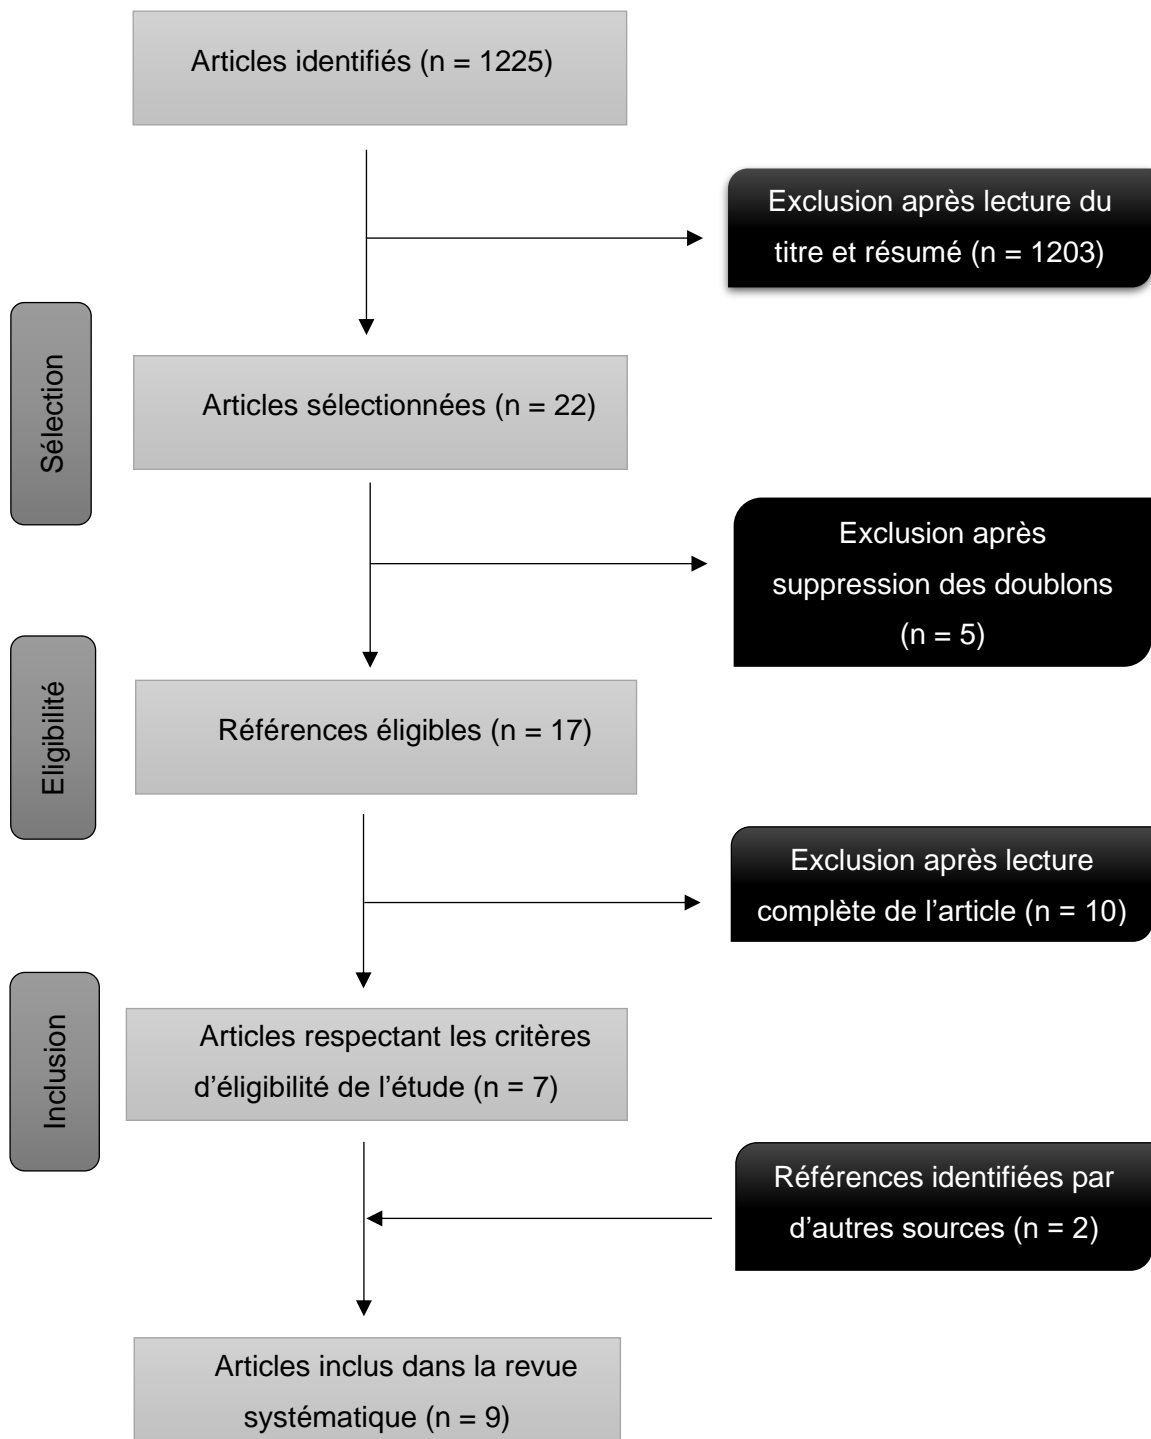 Articles identifiés (n = 1225)
Exclusion après lecture du
titre et résumé (n = 1203)
Sélection
Articles sélectionnées (n = 22)
Exclusion après
suppression des doublons
(n = 5)
Eligibilité
Références éligibles (n = 17)
Exclusion après lecture
complète de l’article (n = 10)
Inclusion
Articles respectant les critères
d’éligibilité de l’étude (n = 7)
Références identifiées par
d’autres sources (n = 2)
Articles inclus dans la revue
systématique (n = 9)